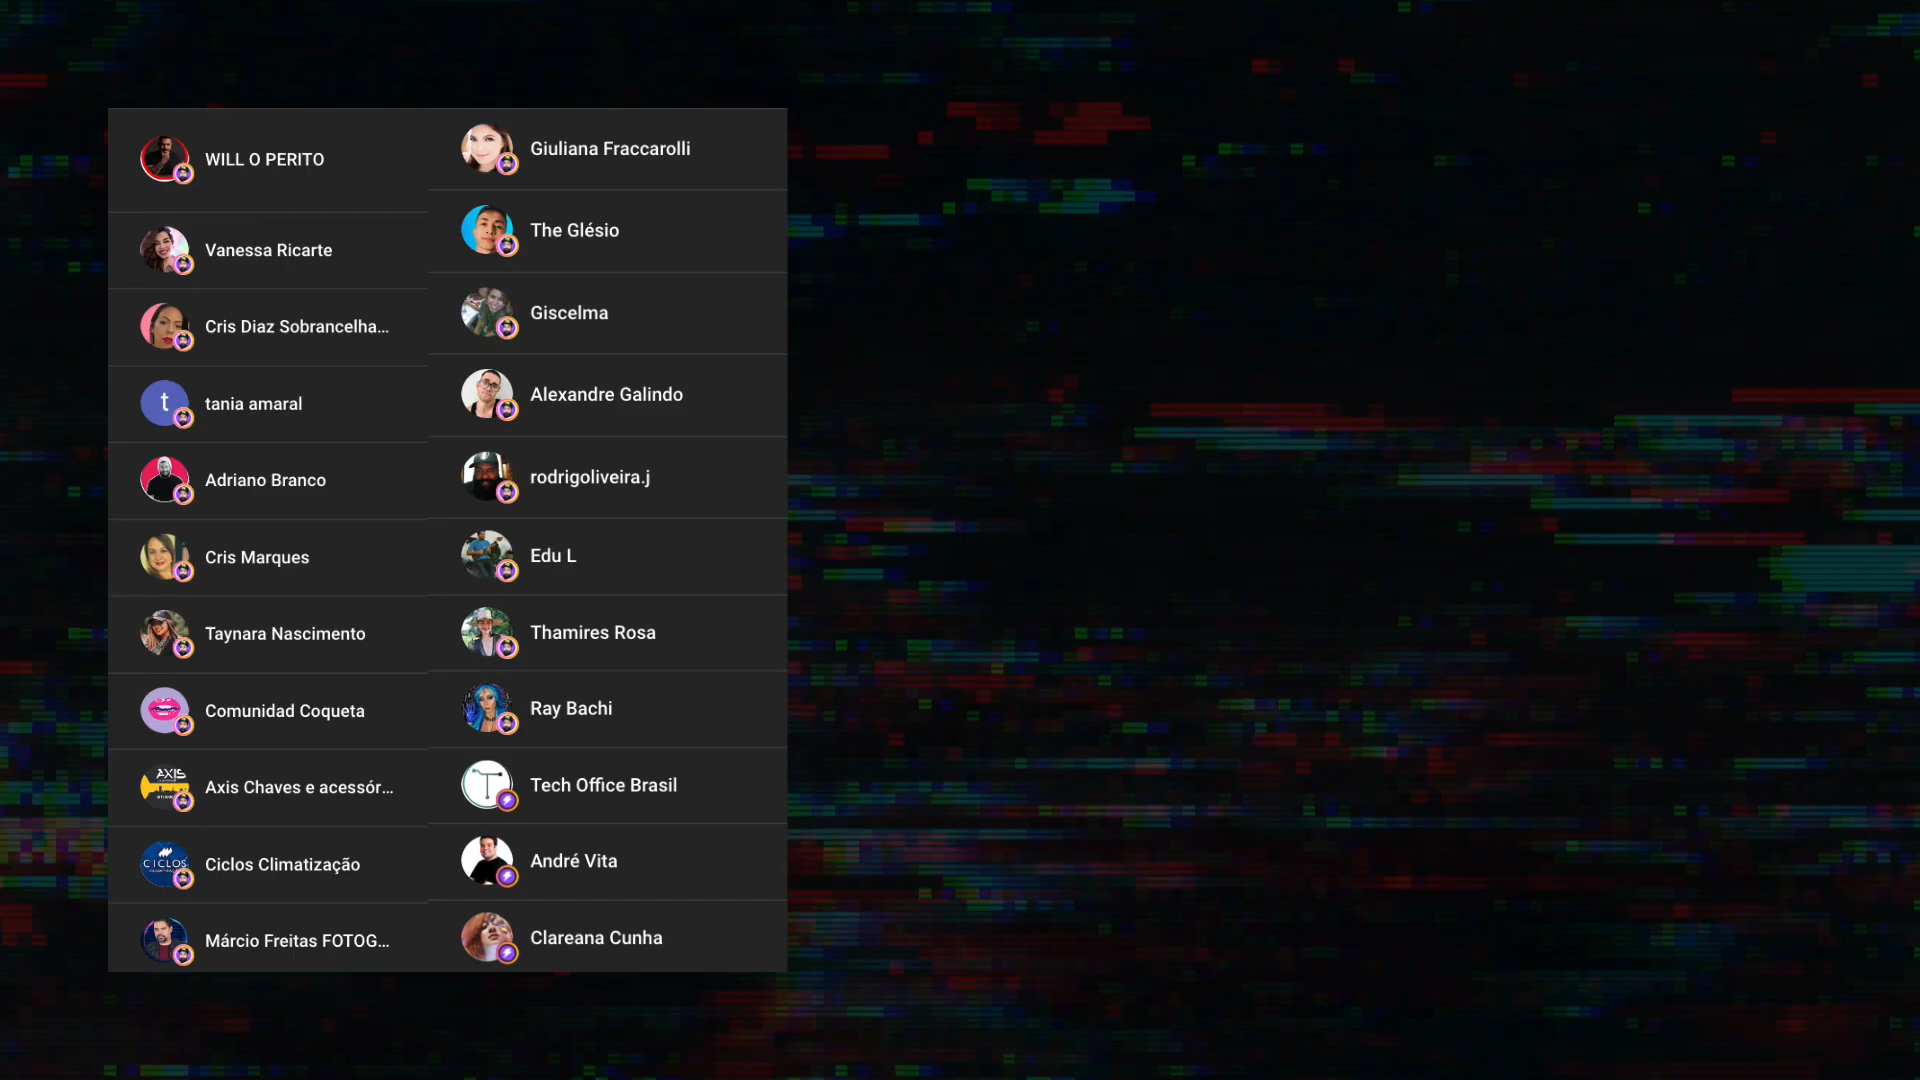 WILL O PERITO
Vanessa Ricarte
Cris Diaz Sobrancelha...
t
tania amaral
Adriano Branco
Cris Marques
Taynara Nascimento
Comunidad Coqueta
AXIS
Axis Chaves e acessór...
CICLOS
Ciclos Climatização
Márcio Freitas FOTOG...
Giuliana Fraccarolli
The Glésio
Giscelma
Alexandre Galindo
rodrigoliveira.j
Edu L
Thamires Rosa
Ray Bachi
Tech Office Brasil
André Vita
Clareana Cunha